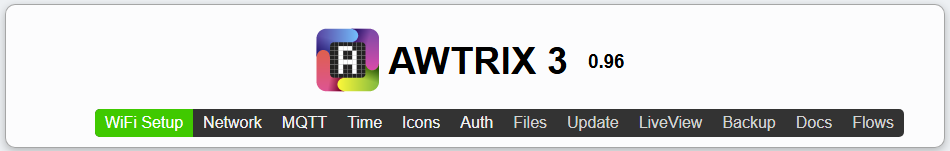 AWTRIX 3 0.96
WiFi Setup Network MQTT Time Icons Auth Files Update LiveView Backup Docs Flows